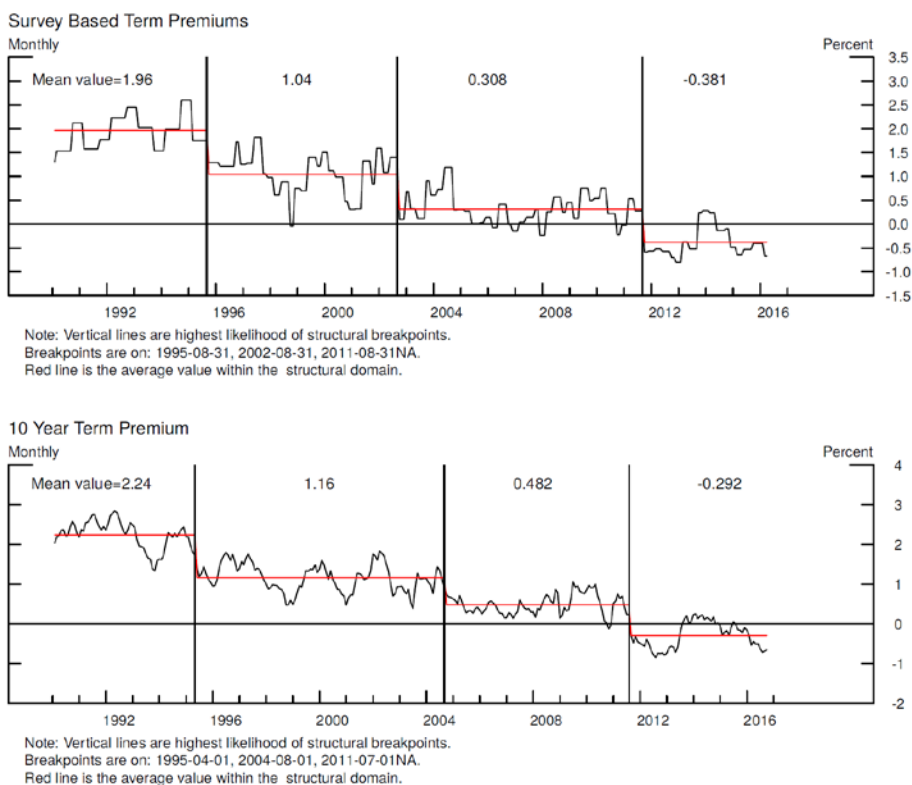 Survey Based Term Premiums
Monthly Percent
Mean value=1.96 1.04 0.308 -0.381
3.5
3.0
2.5
2.0
1.5
1.0
0.5
0.0
-0.5
-1.0
-1.5
1992 1996 2000 2004 2008 2012 2016
Note: Vertical lines are highest likelihood of structural breakpoints.
Breakpoints are on: 1995-08-31, 2002-08-31, 2011-08-31NA.
Red line is the average value within the structural domain.
10 Year Term Premium
Monthly Percent
Mean value=2.24 1.16 0.482 -0.292
4
3
2
1
0
-1
-2
1992 1996 2000 2004 2008 2012 2016
Note: Vertical lines are highest likelihood of structural breakpoints.
Breakpoints are on: 1995-04-01, 2004-08-01, 2011-07-01NA.
Red line is the average value within the structural domain.